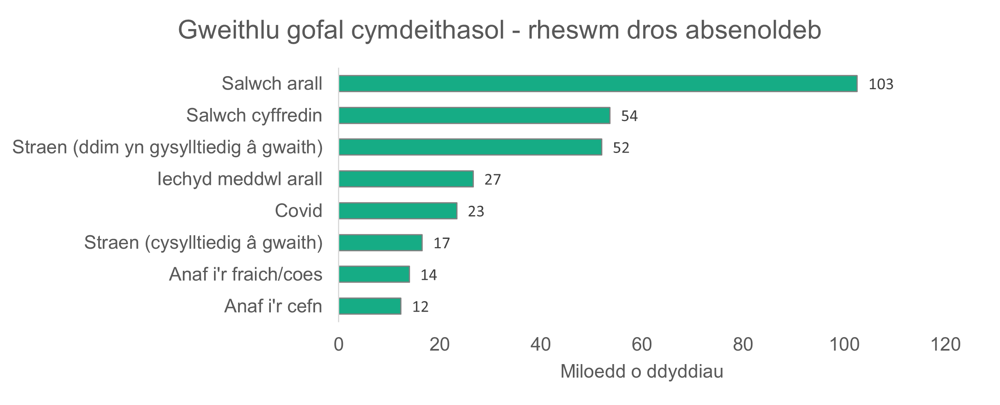 Gweithlu gofal cymdeithasol - rheswm dros absenoldeb
Salwch arall 103
Salwch cyffredin 54
Straen (ddim yn gysylltiedig â gwaith) 52
Iechyd meddwl arall 27
Covid 23
Straen (cysylltiedig â gwaith) 17
Anaf i'r fraich/coes 14
Anaf i'r cefn 12
0 20 40 60 80 100 120
Miloedd o ddyddiau